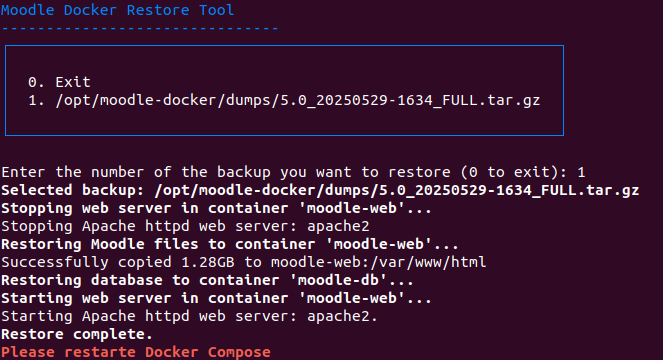 Moodle Docker Restore Tool
-------------------------------
0. Exit
1. /opt/moodle-docker/dumps/5.0_20250529-1634_FULL.tar.gz
Enter the number of the backup you want to restore (0 to exit): 1
Selected backup: /opt/moodle-docker/dumps/5.0_20250529-1634_FULL.tar.gz
Stopping web server in container 'moodle-web'...
Stopping Apache httpd web server: apache2
Restoring Moodle files to container 'moodle-web'...
Successfully copied 1.28GB to moodle-web:/var/www/html
Restoring database to container 'moodle-db'...
Starting web server in container 'moodle-web'...
Starting Apache httpd web server: apache2.
Restore complete.
Please restarte Docker Compose